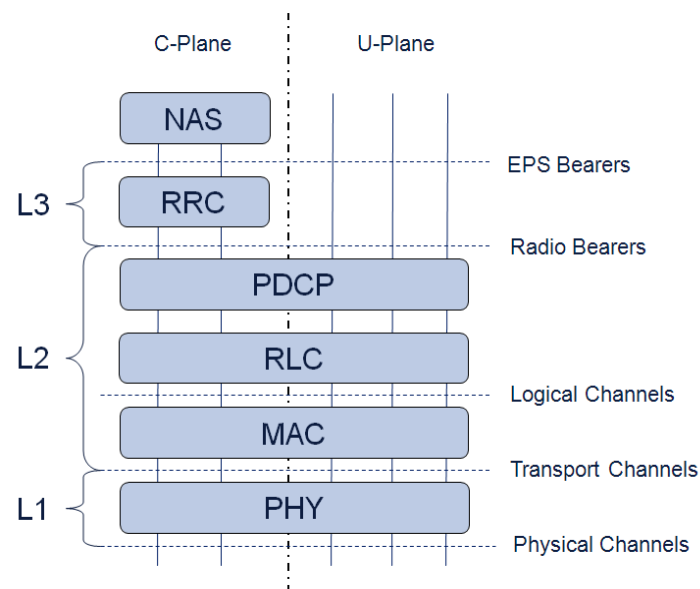 C-Plane
U-Plane
NAS
EPS Bearers
L3
RRC
Radio Bearers
PDCP
L2
RLC
Logical Channels
MAC
Transport Channels
L1
PHY
Physical Channels